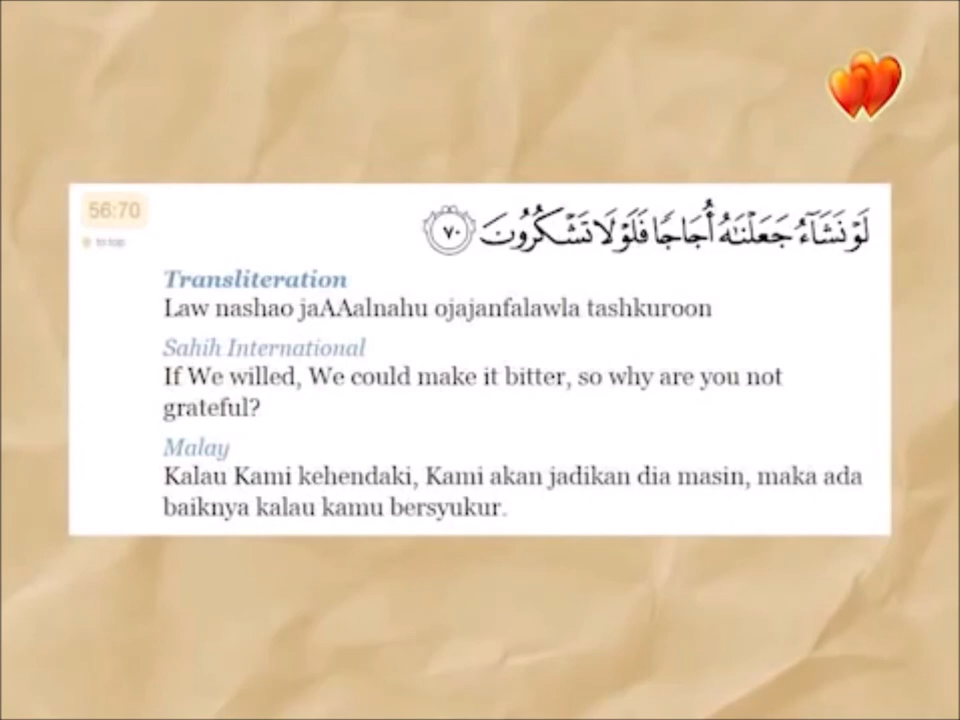 56:70
لَوْ نَشَآءُ جَعَلْنَٰهُ أُجَاجًا فَلَوْلَا تَشْكُرُونَ ٧٠
to top
Transliteration
Law nashao jaAAalnahu ojajanfalawla tashkuroon
Sahih International
If We willed, We could make it bitter, so why are you not
grateful?
Malay
Kalau Kami kehendaki, Kami akan jadikan dia masin, maka ada
baiknya kalau kamu bersyukur.